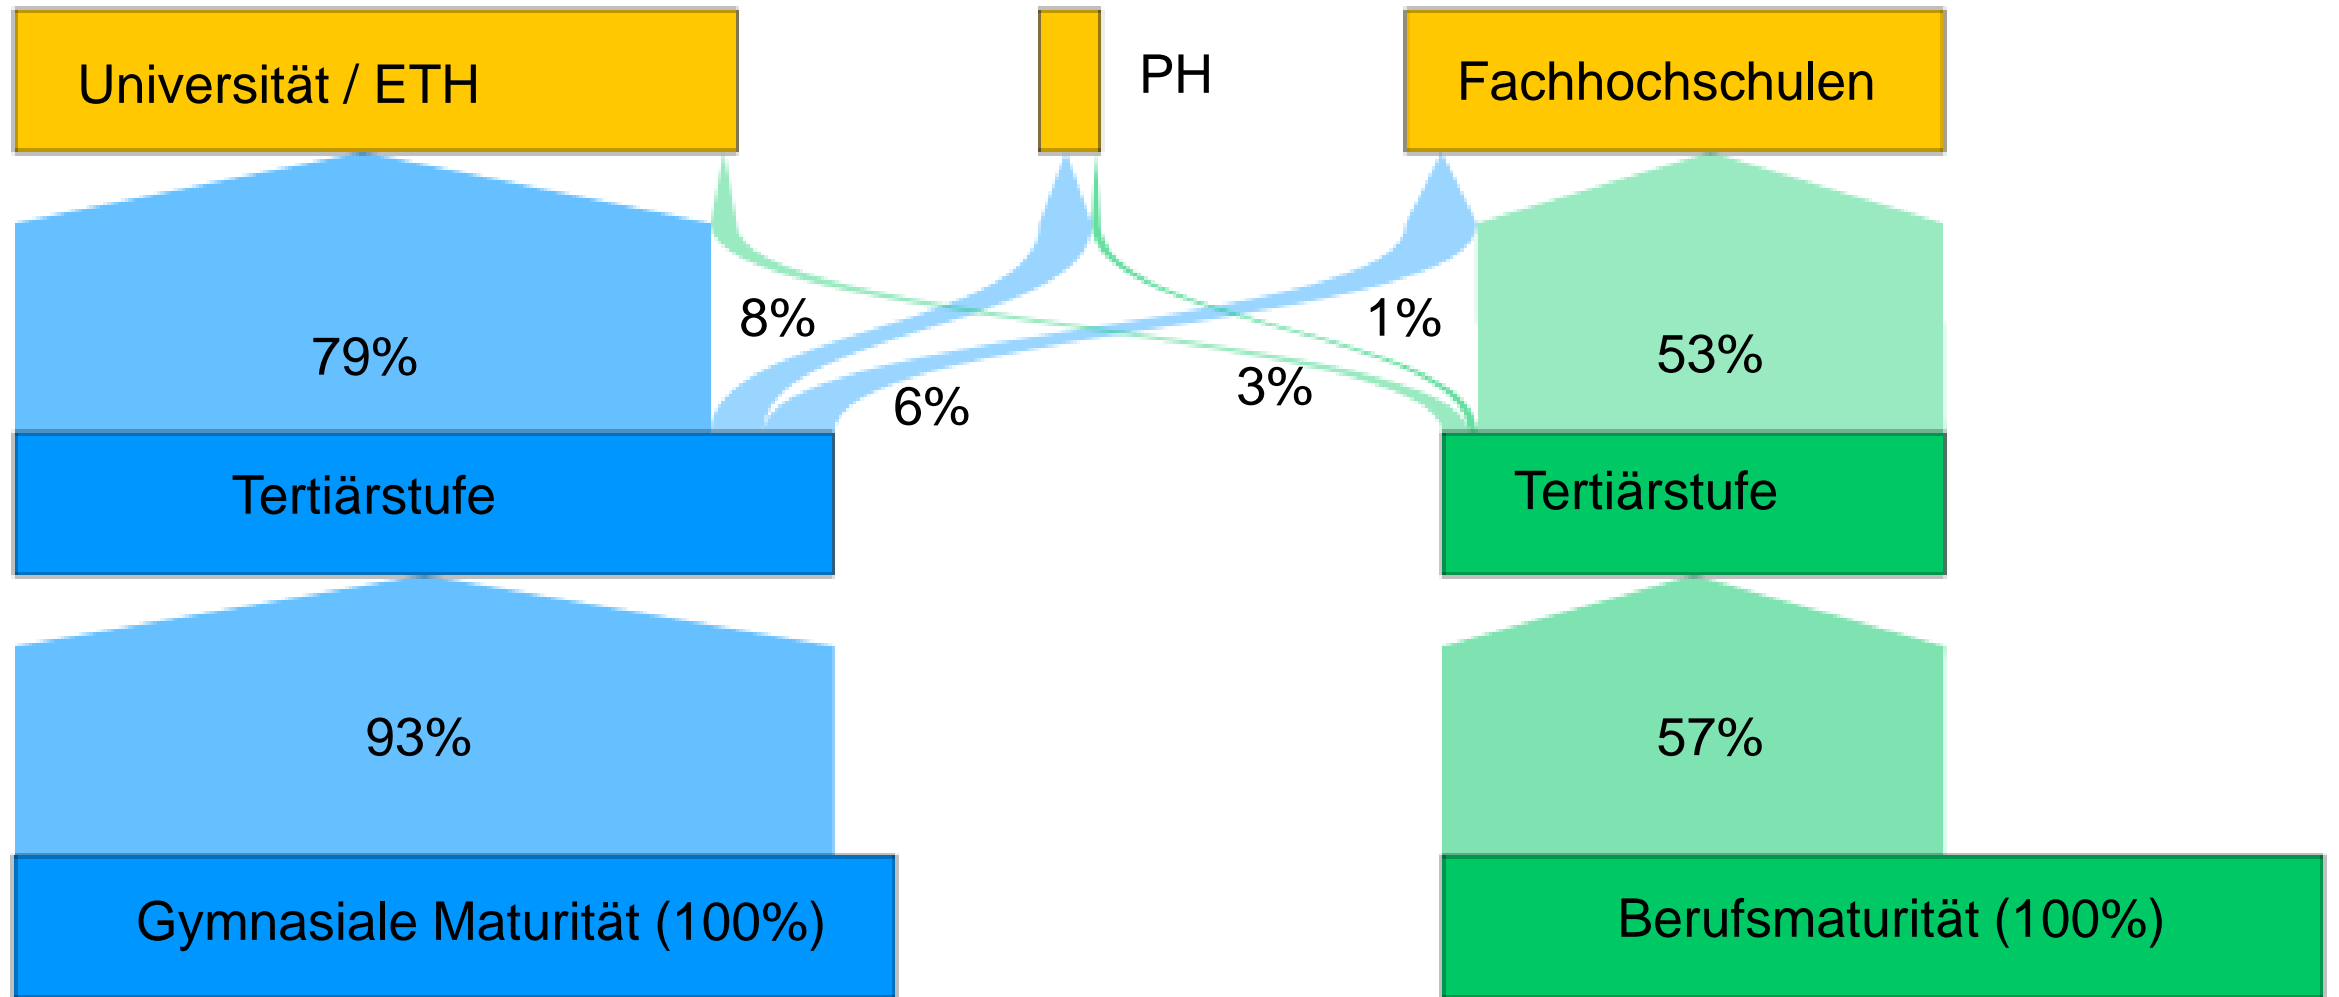 Universität / ETH
PH
Fachhochschulen
79%
8%
6%
3%
1%
53%
Tertiärstufe
Tertiärstufe
93%
57%
Gymnasiale Maturität (100%)
Berufsmaturität (100%)